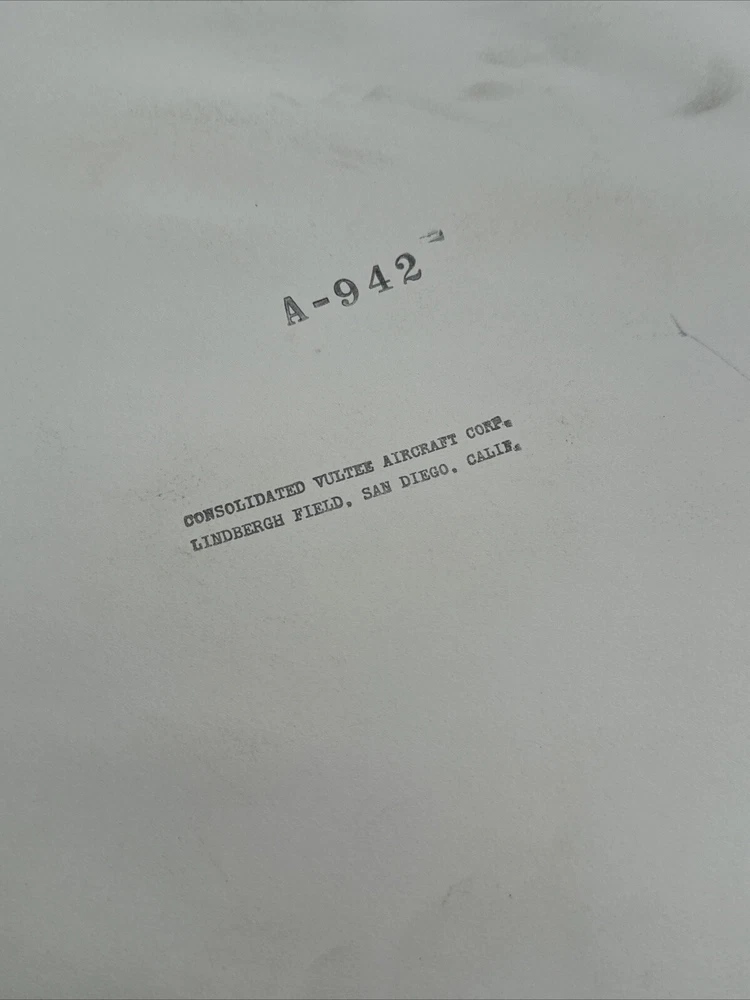 A-942
CONSOLIDATED VULTEE AIRCRAFT CORP.
LINDBERGH FIELD, SAN DIEGO, CALIF.